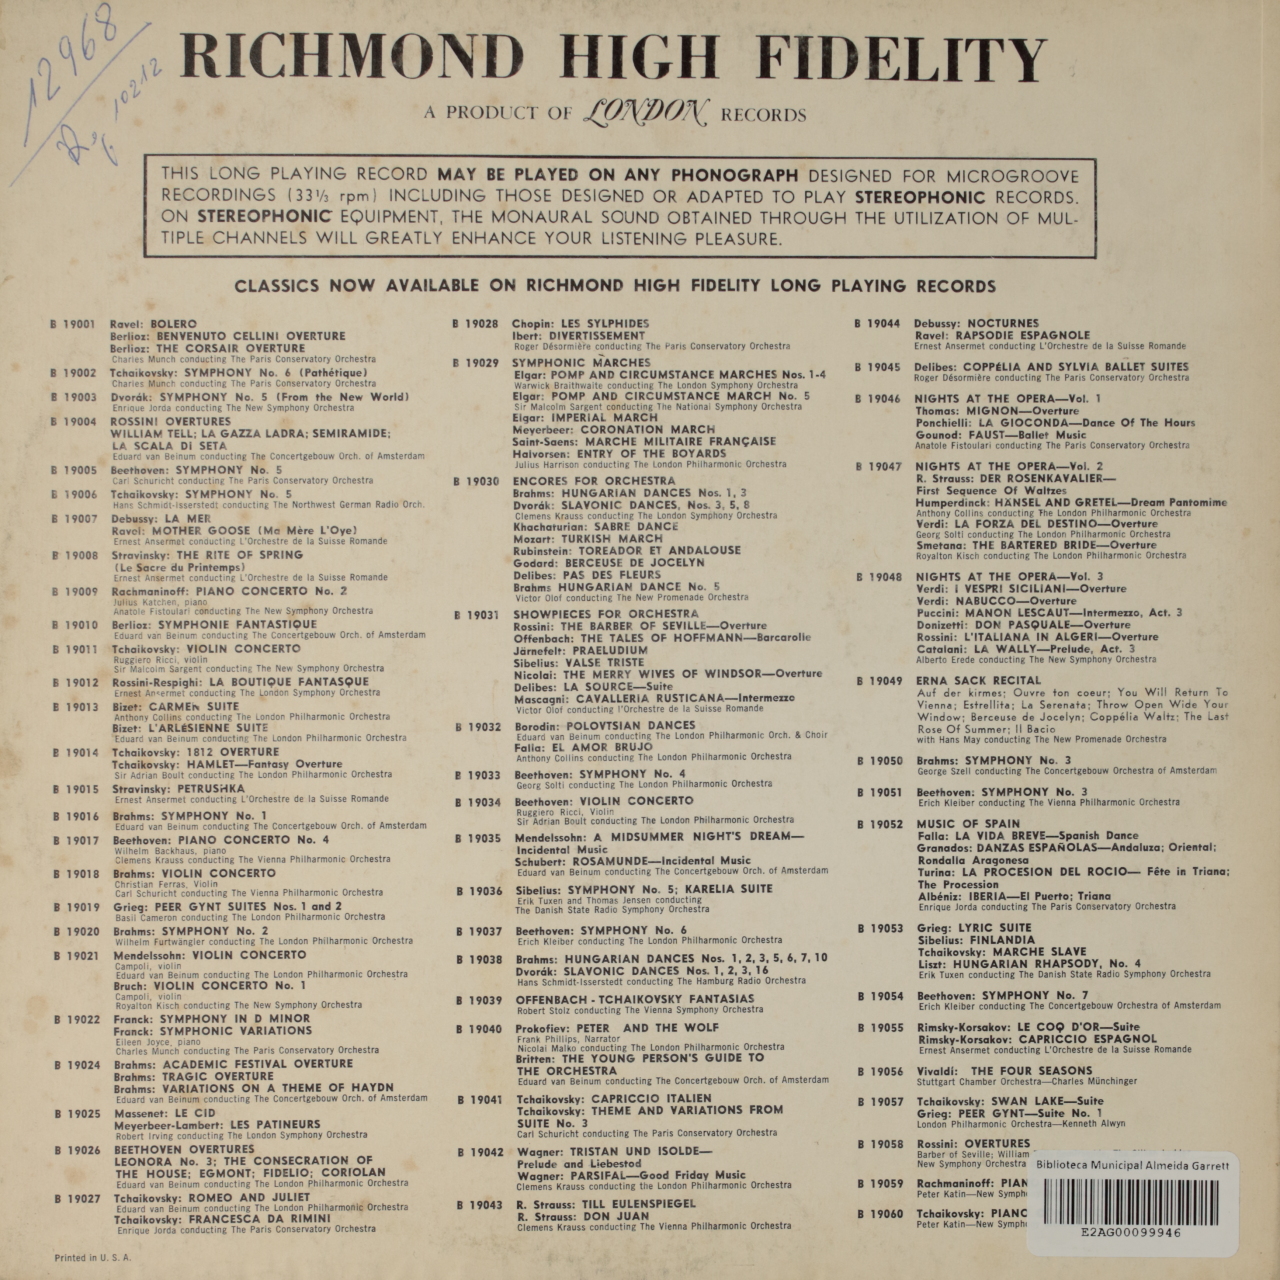 12968
10212
RICHMOND HIGH FIDELITY
A PRODUCT OF LONDON RECORDS
THIS LONG PLAYING RECORD MAY BE PLAYED ON ANY PHONOGRAPH DESIGNED FOR MICROGROOVE
RECORDINGS (33⅓ rpm) INCLUDING THOSE DESIGNED OR ADAPTED TO PLAY STEREOPHONIC RECORDS.
ON STEREOPHONIC EQUIPMENT, THE MONAURAL SOUND OBTAINED THROUGH THE UTILIZATION OF MUL-
TIPLE CHANNELS WILL GREATLY ENHANCE YOUR LISTENING PLEASURE.
CLASSICS NOW AVAILABLE ON RICHMOND HIGH FIDELITY LONG PLAYING RECORDS
B 19001 Ravel: BOLERO
Berlioz: BENVENUTO CELLINI OVERTURE
Berlioz: THE CORSAIR OVERTURE
Charles Munch conducting The Paris Conservatory Orchestra
B 19002 Tchaikovsky: SYMPHONY No. 6 (Pathétique)
Charles Munch conducting The Paris Conservatory Orchestra
B 19003 Dvorák: SYMPHONY No. 5 (From the New World)
Enrique Jorda conducting The New Symphony Orchestra
B 19004 ROSSINI OVERTURES
WILLIAM TELL; LA GAZZA LADRA; SEMIRAMIDE;
LA SCALA DI SETA
Eduard van Beinum conducting The Concertgebouw Orch. of Amsterdam
B 19005 Beethoven: SYMPHONY No. 5
Carl Schuricht conducting The Paris Conservatory Orchestra
B 19006 Tchaikovsky: SYMPHONY No. 5
Hans Schmidt-Isserstedt conducting The Northwest German Radio Orch.
B 19007 Debussy: LA MER
Ravel: MOTHER GOOSE (Ma Mère L'Oye)
Ernest Ansermet conducting L'Orchestre de la Suisse Romande
B 19008 Stravinsky: THE RITE OF SPRING
(Le Sacre du Printemps)
Ernest Ansermet conducting L'Orchestre de la Suisse Romande
B 19009 Rachmaninoff: PIANO CONCERTO No. 2
Julius Katchen, piano
Anatole Fistoulari conducting The New Symphony Orchestra
B 19010 Berlioz: SYMPHONIE FANTASTIQUE
Eduard van Beinum conducting The Concertgebouw Orch. of Amsterdam
B 19011 Tchaikovsky: VIOLIN CONCERTO
Ruggiero Ricci, violin
Sir Malcolm Sargent conducting The New Symphony Orchestra
B 19012 Rossini-Respighi: LA BOUTIQUE FANTASQUE
Ernest Ansermet conducting The London Symphony Orchestra
B 19013 Bizet: CARMEN SUITE
Anthony Collins conducting The London Philharmonic Orchestra
Bizet: L'ARLÉSIENNE SUITE
Eduard van Beinum conducting The London Philharmonic Orchestra
B 19014 Tchaikovsky: 1812 OVERTURE
Tchaikovsky: HAMLET—Fantasy Overture
Sir Adrian Boult conducting The London Philharmonic Orchestra
B 19015 Stravinsky: PETRUSHKA
Ernest Ansermet conducting L'Orchestre de la Suisse Romande
B 19016 Brahms: SYMPHONY No. 1
Eduard van Beinum conducting The Concertgebouw Orch. of Amsterdam
B 19017 Beethoven: PIANO CONCERTO No. 4
Wilhelm Backhaus, piano
Clemens Krauss conducting The Vienna Philharmonic Orchestra
B 19018 Brahms: VIOLIN CONCERTO
Christian Ferras, Violin
Carl Schuricht conducting The Vienna Philharmonic Orchestra
B 19019 Grieg: PEER GYNT SUITES Nos. 1 and 2
Basil Cameron conducting The London Philharmonic Orchestra
B 19020 Brahms: SYMPHONY No. 2
Wilhelm Furtwängler conducting The London Philharmonic Orchestra
B 19021 Mendelssohn: VIOLIN CONCERTO
Campoli, violin
Eduard van Beinum conducting The London Philharmonic Orchestra
Bruch: VIOLIN CONCERTO No. 1
Campoli, violin
Royalton Kisch conducting The New Symphony Orchestra
B 19022 Franck: SYMPHONY IN D MINOR
Franck: SYMPHONIC VARIATIONS
Eileen Joyce, piano
Charles Munch conducting The Paris Conservatory Orchestra
B 19024 Brahms: ACADEMIC FESTIVAL OVERTURE
Brahms: TRAGIC OVERTURE
Brahms: VARIATIONS ON A THEME OF HAYDN
Eduard van Beinum conducting The Concertgebouw Orch. of Amsterdam
B 19025 Massenet: LE CID
Meyerbeer-Lambert: LES PATINEURS
Robert Irving conducting The London Symphony Orchestra
B 19026 BEETHOVEN OVERTURES
LEONORA No. 3; THE CONSECRATION OF
THE HOUSE; EGMONT; FIDELIO; CORIOLAN
Eduard van Beinum conducting The London Philharmonic Orchestra
B 19027 Tchaikovsky: ROMEO AND JULIET
Eduard van Beinum conducting The London Philharmonic Orchestra
Tchaikovsky: FRANCESCA DA RIMINI
Enrique Jorda conducting The Paris Conservatory Orchestra
Printed in U. S. A.
B 19028 Chopin: LES SYLPHIDES
Ibert: DIVERTISSEMENT
Roger Désormière conducting The Paris Conservatory Orchestra
B 19029 SYMPHONIC MARCHES
Elgar: POMP AND CIRCUMSTANCE MARCHES Nos. 1-4
Warwick Braithwaite conducting The London Symphony Orchestra
Elgar: POMP AND CIRCUMSTANCE MARCH No. 5
Sir Malcolm Sargent conducting The National Symphony Orchestra
Elgar: IMPERIAL MARCH
Meyerbeer: CORONATION MARCH
Saint-Saens: MARCHE MILITAIRE FRANÇAISE
Halvorsen: ENTRY OF THE BOYARDS
Julius Harrison conducting The London Philharmonic Orchestra
B 19030 ENCORES FOR ORCHESTRA
Brahms: HUNGARIAN DANCES Nos. 1, 3
Dvorák: SLAVONIC DANCES, Nos. 3, 5, 8
Clemens Krauss conducting The London Symphony Orchestra
Khachaturian: SABRE DANCE
Mozart: TURKISH MARCH
Rubinstein: TOREADOR ET ANDALOUSE
Godard: BERCEUSE DE JOCELYN
Delibes: PAS DES FLEURS
Brahms HUNGARIAN DANCE No. 5
Victor Olof conducting The New Promenade Orchestra
B 19031 SHOWPIECES FOR ORCHESTRA
Rossini: THE BARBER OF SEVILLE—Overture
Offenbach: THE TALES OF HOFFMANN—Barcarolle
Järnefelt: PRAELUDIUM
Sibelius: VALSE TRISTE
Nicolai: THE MERRY WIVES OF WINDSOR—Overture
Delibes: LA SOURCE—Suite
Mascagni: CAVALLERIA RUSTICANA—Intermezzo
Victor Olof conducting l'Orchestre de la Suisse Romande
B 19032 Borodin: POLOVTSIAN DANCES
Eduard van Beinum conducting The London Philharmonic Orch. & Choir
Falla: EL AMOR BRUJO
Anthony Collins conducting The London Philharmonic Orchestra
B 19033 Beethoven: SYMPHONY No. 4
Georg Solti conducting The London Philharmonic Orchestra
B 19034 Beethoven: VIOLIN CONCERTO
Ruggiero Ricci, Violin
Sir Adrian Boult conducting The London Philharmonic Orchestra
B 19035 Mendelssohn: A MIDSUMMER NIGHT'S DREAM—
Incidental Music
Schubert: ROSAMUNDE—Incidental Music
Eduard van Beinum conducting The Concertgebouw Orch. of Amsterdam
B 19036 Sibelius: SYMPHONY No. 5; KARELIA SUITE
Erik Tuxen and Thomas Jensen conducting
The Danish State Radio Symphony Orchestra
B 19037 Beethoven: SYMPHONY No. 6
Erich Kleiber conducting The London Philharmonic Orchestra
B 19038 Brahms: HUNGARIAN DANCES Nos. 1, 2, 3, 5, 6, 7, 10
Dvorák: SLAVONIC DANCES Nos. 1, 2, 3, 16
Hans Schmidt-Isserstedt conducting The Hamburg Radio Orchestra
B 19039 OFFENBACH - TCHAIKOVSKY FANTASIAS
Robert Stolz conducting The Vienna Symphony Orchestra
B 19040 Prokofiev: PETER AND THE WOLF
Frank Phillips, Narrator
Nicolai Malko conducting The London Philharmonic Orchestra
Britten: THE YOUNG PERSON'S GUIDE TO
THE ORCHESTRA
Eduard van Beinum conducting The Concertgebouw Orch. of Amsterdam
B 19041 Tchaikovsky: CAPRICCIO ITALIEN
Tchaikovsky: THEME AND VARIATIONS FROM
SUITE No. 3
Carl Schuricht conducting The Paris Conservatory Orchestra
B 19042 Wagner: TRISTAN UND ISOLDE—
Prelude and Liebestod
Wagner: PARSIFAL—Good Friday Music
Clemens Krauss conducting the London Philharmonic Orchestra
B 19043 R. Strauss: TILL EULENSPIEGEL
R. Strauss: DON JUAN
Clemens Krauss conducting The Vienna Philharmonic Orchestra
B 19044 Debussy: NOCTURNES
Ravel: RAPSODIE ESPAGNOLE
Ernest Ansermet conducting L'Orchestre de la Suisse Romande
B 19045 Delibes: COPPÉLIA AND SYLVIA BALLET SUITES
Roger Désormière conducting The Paris Conservatory Orchestra
B 19046 NIGHTS AT THE OPERA—Vol. 1
Thomas: MIGNON—Overture
Ponchielli: LA GIOCONDA—Dance Of The Hours
Gounod: FAUST—Ballet Music
Anatole Fistoulari conducting The Paris Conservatory Orchestra
B 19047 NIGHTS AT THE OPERA—Vol. 2
R. Strauss: DER ROSENKAVALIER—
First Sequence Of Waltzes
Humperdinck: HANSEL AND GRETEL—Dream Pantomime
Anthony Collins conducting The London Philharmonic Orchestra
Verdi: LA FORZA DEL DESTINO—Overture
Georg Solti conducting The London Philharmonic Orchestra
Smetana: THE BARTERED BRIDE—Overture
Royalton Kisch conducting The London Philharmonic Orchestra
B 19048 NIGHTS AT THE OPERA—Vol. 3
Verdi: I VESPRI SICILIANI—Overture
Verdi: NABUCCO—Overture
Puccini: MANON LESCAUT—Intermezzo, Act. 3
Donizetti: DON PASQUALE—Overture
Rossini: L'ITALIANA IN ALGERI—Overture
Catalani: LA WALLY—Prelude, Act. 3
Alberto Erede conducting The New Symphony Orchestra
B 19049 ERNA SACK RECITAL
Auf der kirmes; Ouvre ton coeur; You Will Return To
Vienna; Estrellita; La Serenata; Throw Open Wide Your
Window; Berceuse de Jocelyn; Coppélia Waltz; The Last
Rose Of Summer; Il Bacio
with Hans May conducting The New Promenade Orchestra
B 19050 Brahms: SYMPHONY No. 3
George Szell conducting The Concertgebouw Orchestra of Amsterdam
B 19051 Beethoven: SYMPHONY No. 3
Erich Kleiber conducting The Vienna Philharmonic Orchestra
B 19052 MUSIC OF SPAIN
Falla: LA VIDA BREVE—Spanish Dance
Granados: DANZAS ESPAÑOLAS—Andaluza; Oriental;
Rondalla Aragonesa
Turina: LA PROCESION DEL ROCIO— Fête in Triana;
The Procession
Albéniz: IBERIA—El Puerto; Triana
Enrique Jorda conducting The Paris Conservatory Orchestra
B 19053 Grieg: LYRIC SUITE
Sibelius: FINLANDIA
Tchaikovsky: MARCHE SLAVE
Liszt: HUNGARIAN RHAPSODY, No. 4
Erik Tuxen conducting The Danish State Radio Symphony Orchestra
B 19054 Beethoven: SYMPHONY No. 7
Erich Kleiber conducting The Concertgebouw Orchestra of Amsterdam
B 19055 Rimsky-Korsakov: LE COQ D'OR—Suite
Rimsky-Korsakov: CAPRICCIO ESPAGNOL
Ernest Ansermet conducting L'Orchestre de la Suisse Romande
B 19056 Vivaldi: THE FOUR SEASONS
Stuttgart Chamber Orchestra—Charles Münchinger
B 19057 Tchaikovsky: SWAN LAKE—Suite
Grieg: PEER GYNT—Suite No. 1
London Philharmonic Orchestra—Kenneth Alwyn
B 19058 Rossini: OVERTURES
Barber of Seville; William
New Symphony Orchestra
B 19059 Rachmaninoff: PIAN
Peter Katin—New Symph
B 19060 Tchaikovsky: PIANC
Peter Katin—New Symph
Biblioteca Municipal Almeida Garrett
E2AG00099946